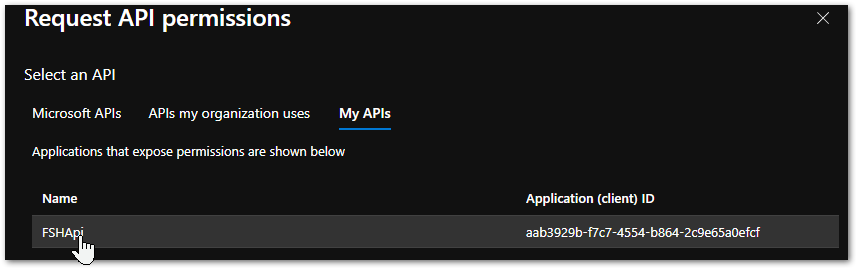 Request API permissions
Select an API
Microsoft APIs APIs my organization uses My APIs
Applications that expose permissions are shown below
Name Application (client) ID
FSHApi aab3929b-f7c7-4554-b864-2c9e65a0efcf